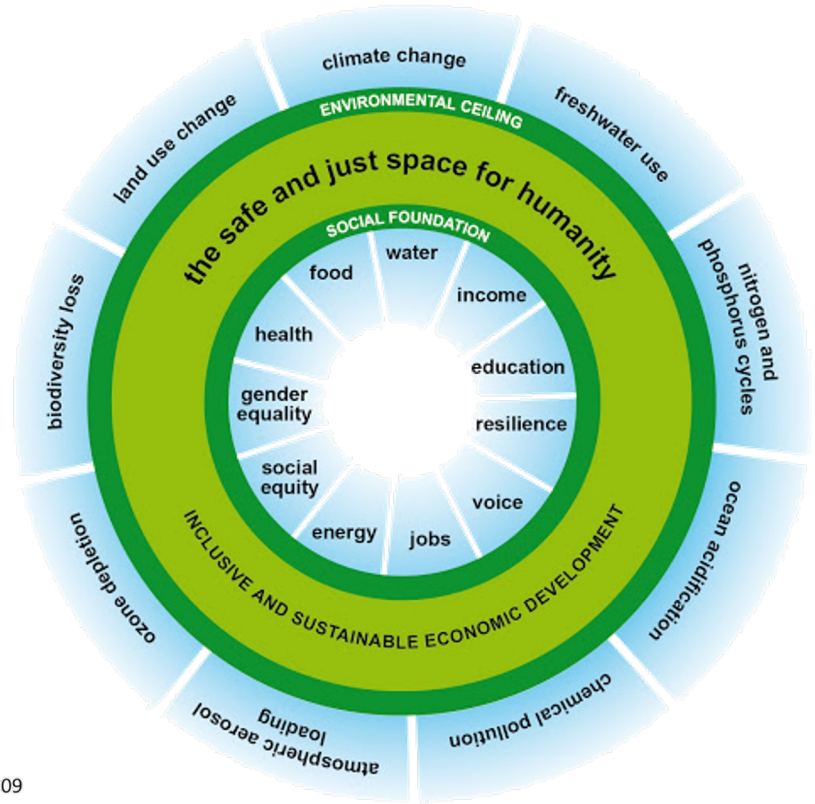 climate change
freshwater use
nitrogen and
phosphorus cycles
ocean acidification
chemical pollution
atmospheric aerosol
loading
ozone depletion
biodiversity loss
land use change
ENVIRONMENTAL CEILING
the safe and just space for humanity
SOCIAL FOUNDATION
water
income
education
resilience
voice
jobs
energy
social
equity
gender
equality
health
food
INCLUSIVE AND SUSTAINABLE ECONOMIC DEVELOPMENT
09